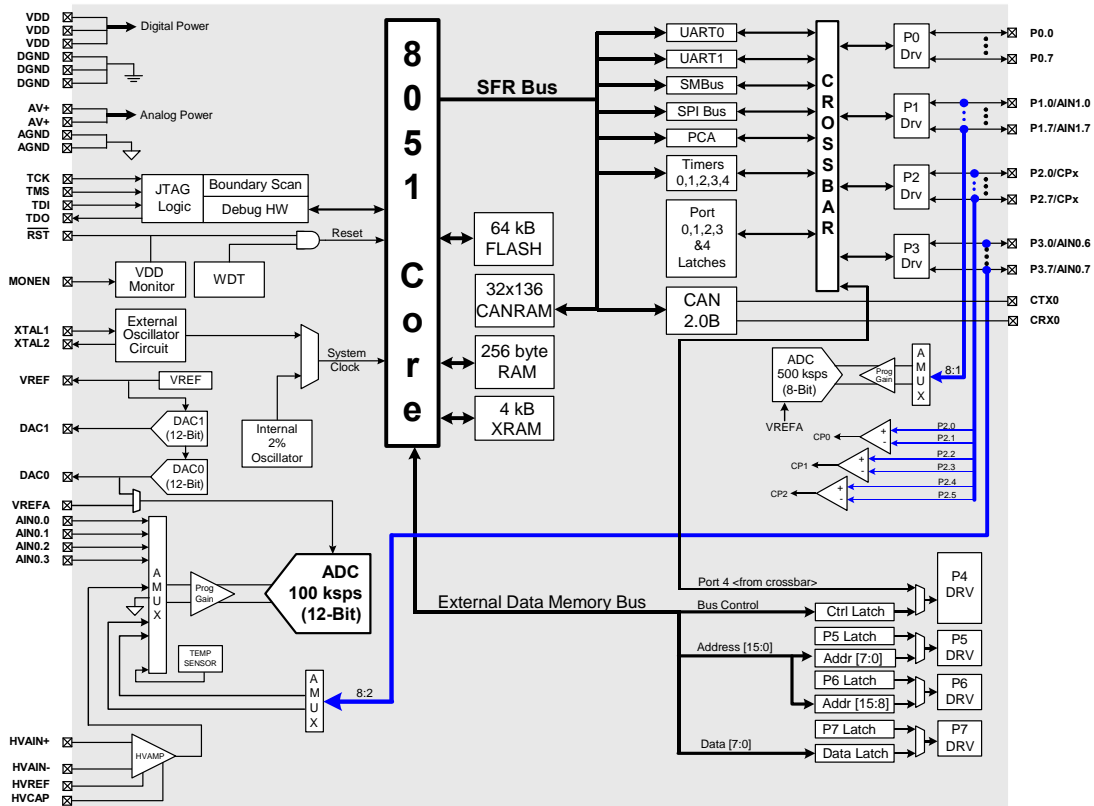 VDD
VDD
VDD
DGND
DGND
DGND
Digital Power
AV+
AV+
AGND
AGND
Analog Power
TCK
TMS
TDI
TDO
RST
JTAG
Logic
Boundary Scan
Debug HW
Reset
MONEN
VDD
Monitor
WDT
XTAL1
XTAL2
External
Oscillator
Circuit
System
Clock
VREF
VREF
DAC1
DAC1
(12-Bit)
Internal
2%
Oscillator
DAC0
DAC0
(12-Bit)
VREFA
AIN0.0
AIN0.1
AIN0.2
AIN0.3
A
M
U
X
Prog
Gain
ADC
100 ksps
(12-Bit)
TEMP
SENSOR
A
M
U
X
8:2
HVAIN+
HVAIN-
HVREF
HVCAP
HVAMP
8
0
5
1
C
o
r
e
SFR Bus
64 kB
FLASH
32x136
CANRAM
256 byte
RAM
4 kB
XRAM
External Data Memory Bus
UART0
UART1
SMBus
SPI Bus
PCA
Timers
0,1,2,3,4
Port
0,1,2,3
&4
Latches
CAN
2.0B
C
R
O
S
S
B
A
R
P0
Drv
P1
Drv
P2
Drv
P3
Drv
P0.0
P0.7
P1.0/AIN1.0
P1.7/AIN1.7
P2.0/CPx
P2.7/CPx
P3.0/AIN0.6
P3.7/AIN0.7
CTX0
CRX0
ADC
500 ksps
(8-Bit)
Prog
Gain
A
M
U
X
8:1
VREFA
CP0
+
-
P2.0
P2.1
CP1
+
-
P2.2
P2.3
CP2
+
-
P2.4
P2.5
Port 4 <from crossbar>
Bus Control
Ctrl Latch
P4
DRV
Address [15:0]
P5 Latch
Addr [7:0]
P5
DRV
P6 Latch
Addr [15:8]
P6
DRV
Data [7:0]
P7 Latch
Data Latch
P7
DRV